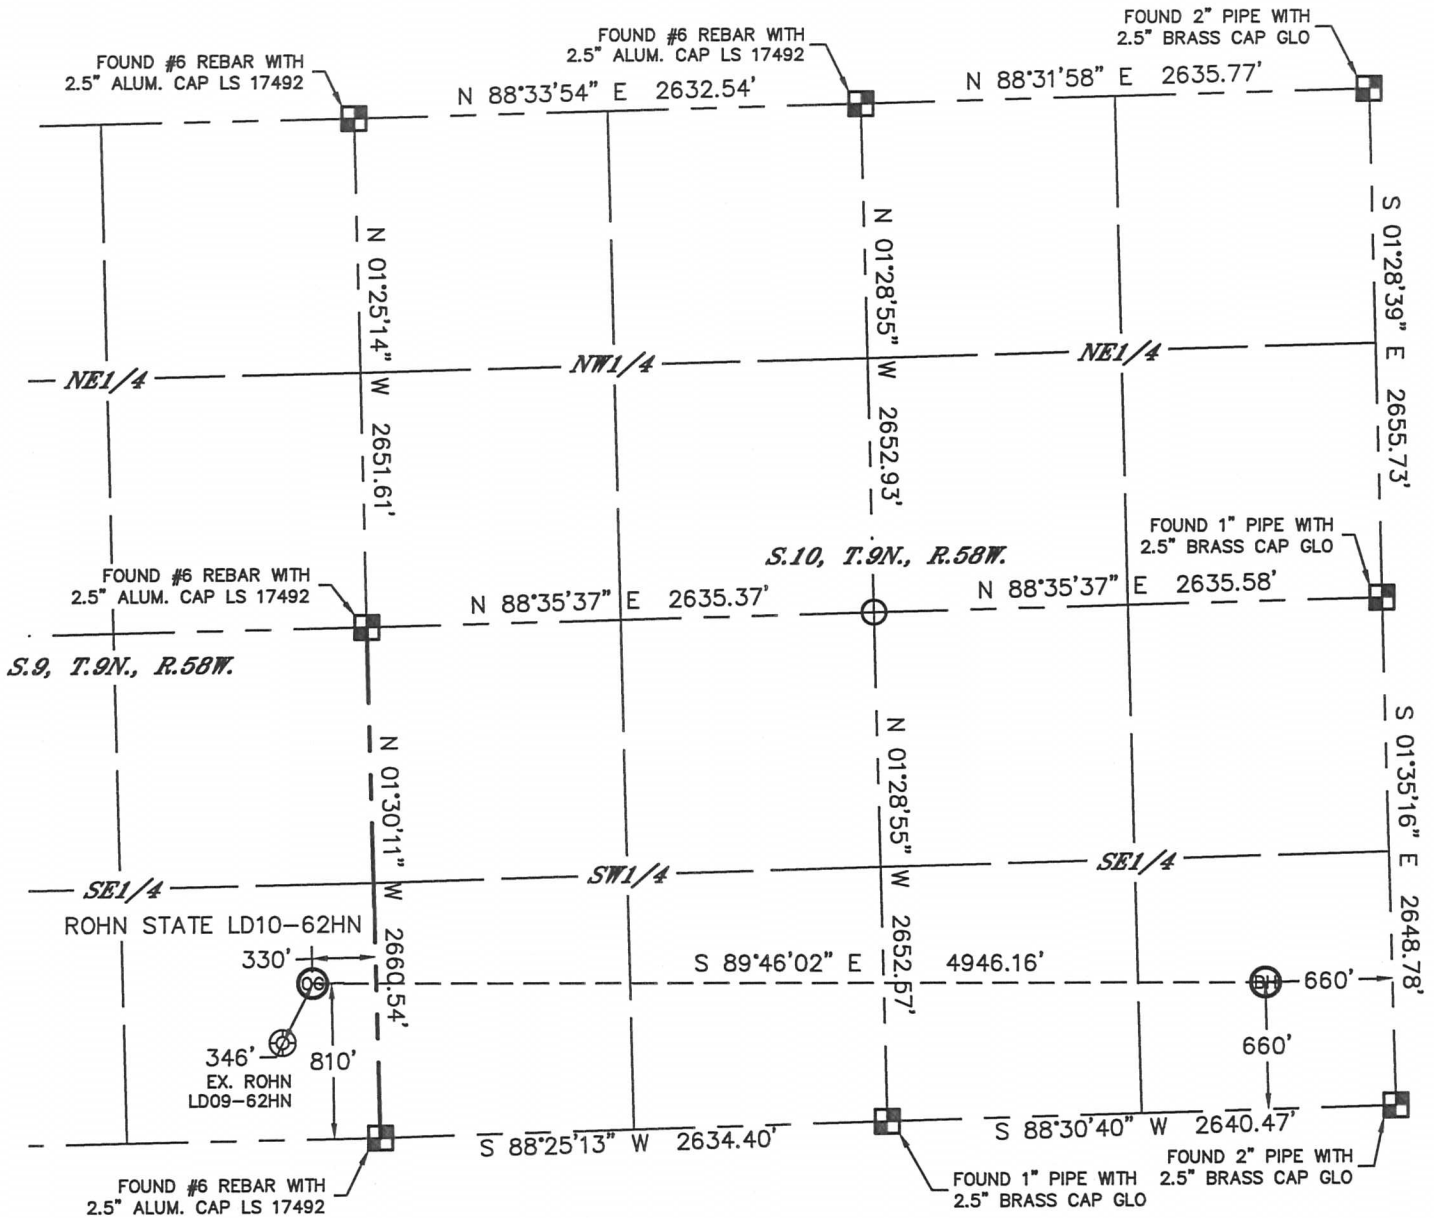 FOUND 2" PIPE WITH
2.5" BRASS CAP GLO
FOUND #6 REBAR WITH
2.5" ALUM. CAP LS 17492
FOUND #6 REBAR WITH
2.5" ALUM. CAP LS 17492
N 88°33'54" E 2632.54'
N 88°31'58" E 2635.77'
N 01°25'14" W 2651.61'
N 01°28'55" W 2652.93'
S 01°28'39" E 2655.73'
NE1/4
NW1/4
NE1/4
FOUND 1" PIPE WITH
2.5" BRASS CAP GLO
S.10, T.9N., R.58W.
FOUND #6 REBAR WITH
2.5" ALUM. CAP LS 17492
N 88°35'37" E 2635.37'
N 88°35'37" E 2635.58'
S.9, T.9N., R.58W.
N 01°30'11" W 2660.54'
N 01°28'55" W 2652.67'
S 01°35'16" E 2648.78'
SE1/4
SW1/4
SE1/4
ROHN STATE LD10-62HN
330'
S 89°46'02" E 4946.16'
OG
BH
660'
346'
810'
660'
EX. ROHN
LD09-62HN
S 88°25'13" W 2634.40'
S 88°30'40" W 2640.47'
FOUND #6 REBAR WITH
2.5" ALUM. CAP LS 17492
FOUND 1" PIPE WITH
2.5" BRASS CAP GLO
FOUND 2" PIPE WITH
2.5" BRASS CAP GLO